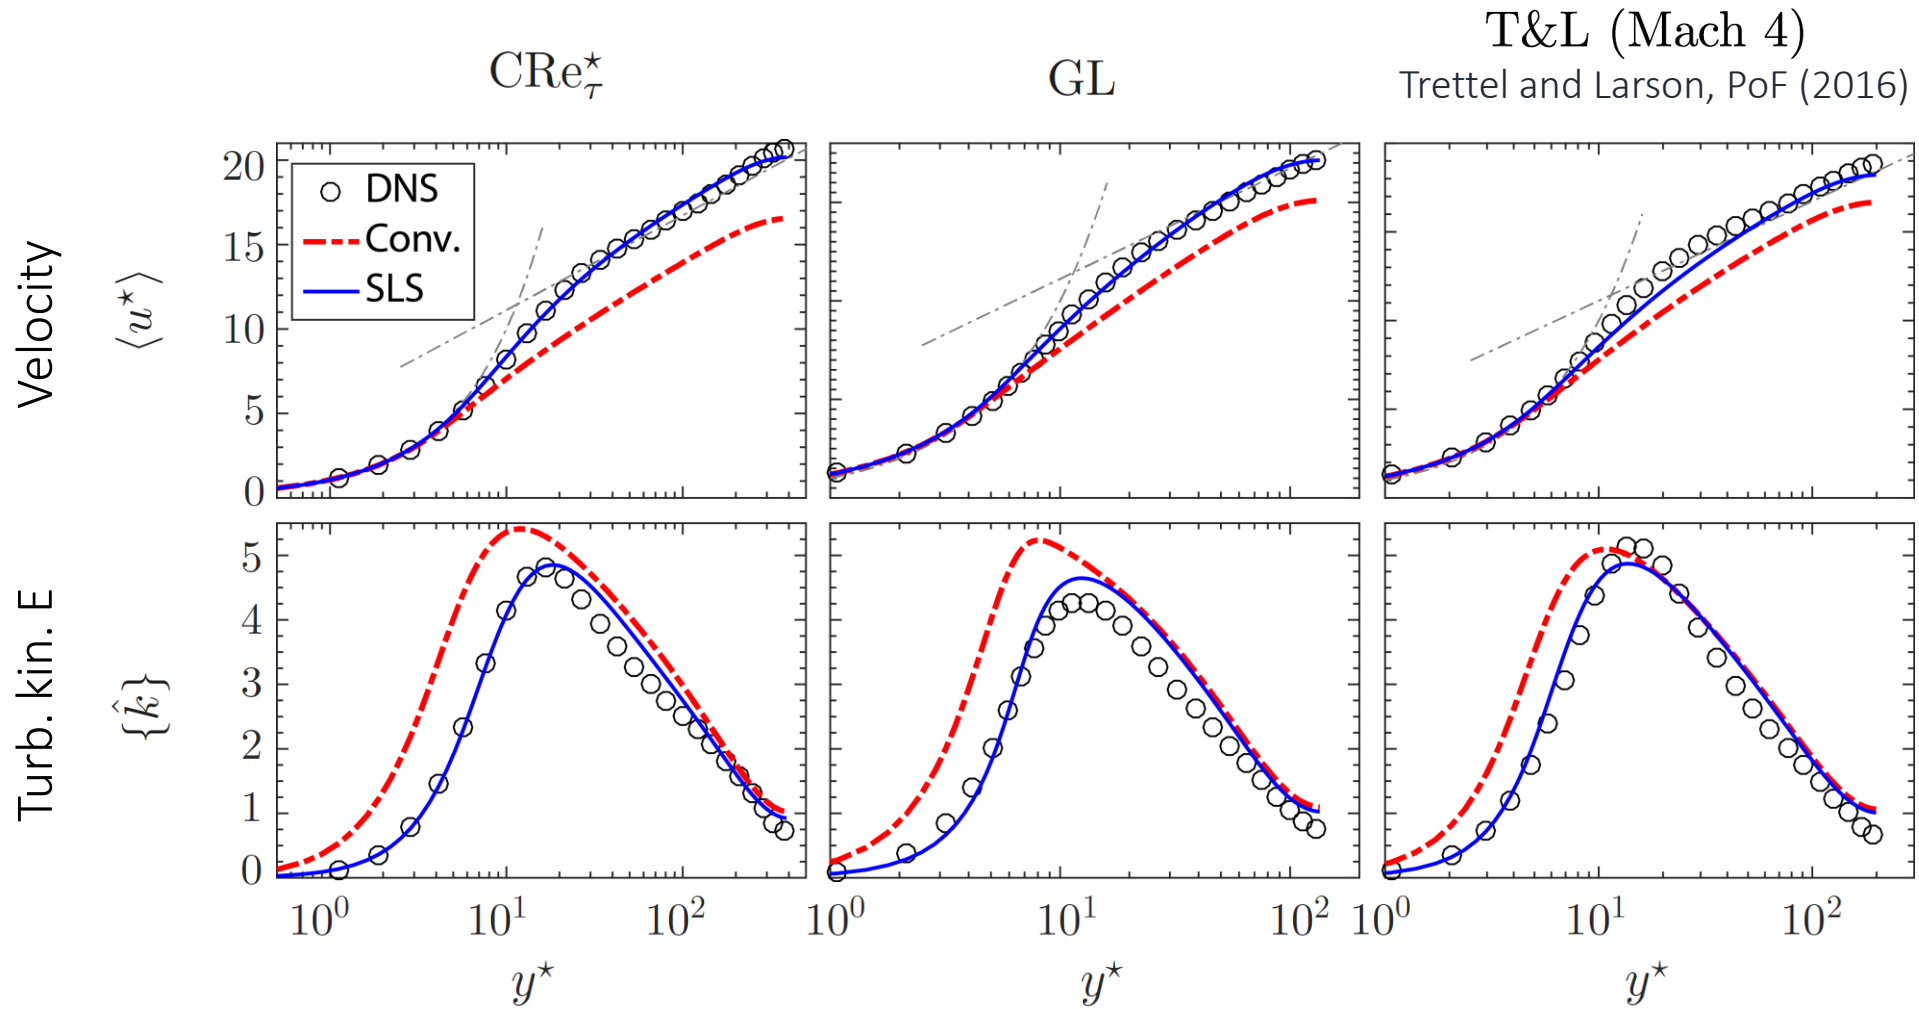 CRe⋆τ
GL
T&L (Mach 4)
Trettel and Larson, PoF (2016)
Velocity
⟨u⋆⟩
20
15
10
5
0
DNS
Conv.
SLS
Turb. kin. E
{k̂}
5
4
3
2
1
0
10⁰ 10¹ 10² 10⁰ 10¹ 10² 10⁰ 10¹ 10²
y⋆ y⋆ y⋆